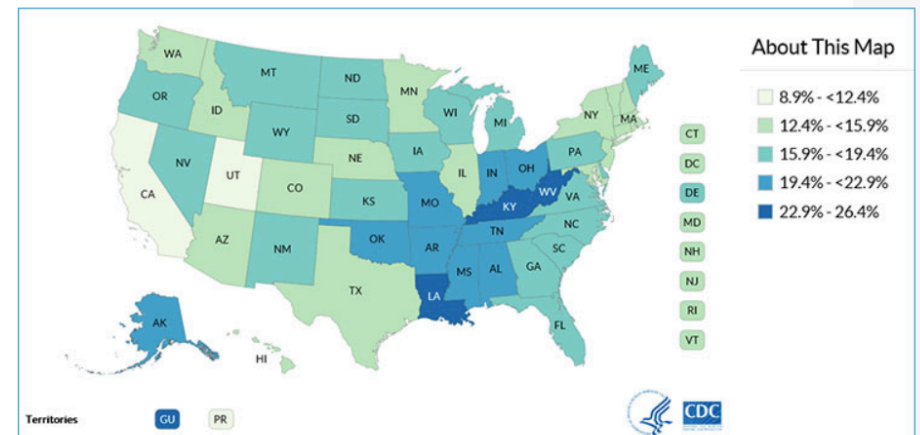 About This Map
8.9% - <12.4%
12.4% - <15.9%
15.9% - <19.4%
19.4% - <22.9%
22.9% - 26.4%
WA
MT
ND
MN
ME
OR
ID
SD
WI
MI
NY
MA
WY
IA
PA
NE
NV
UT
CO
IL
IN
OH
WV
VA
CA
KS
MO
KY
NC
AZ
NM
OK
AR
TN
SC
MS
AL
GA
TX
LA
FL
AK
HI
CT
DC
DE
MD
NH
NJ
RI
VT
Territories
GU
PR
CDC